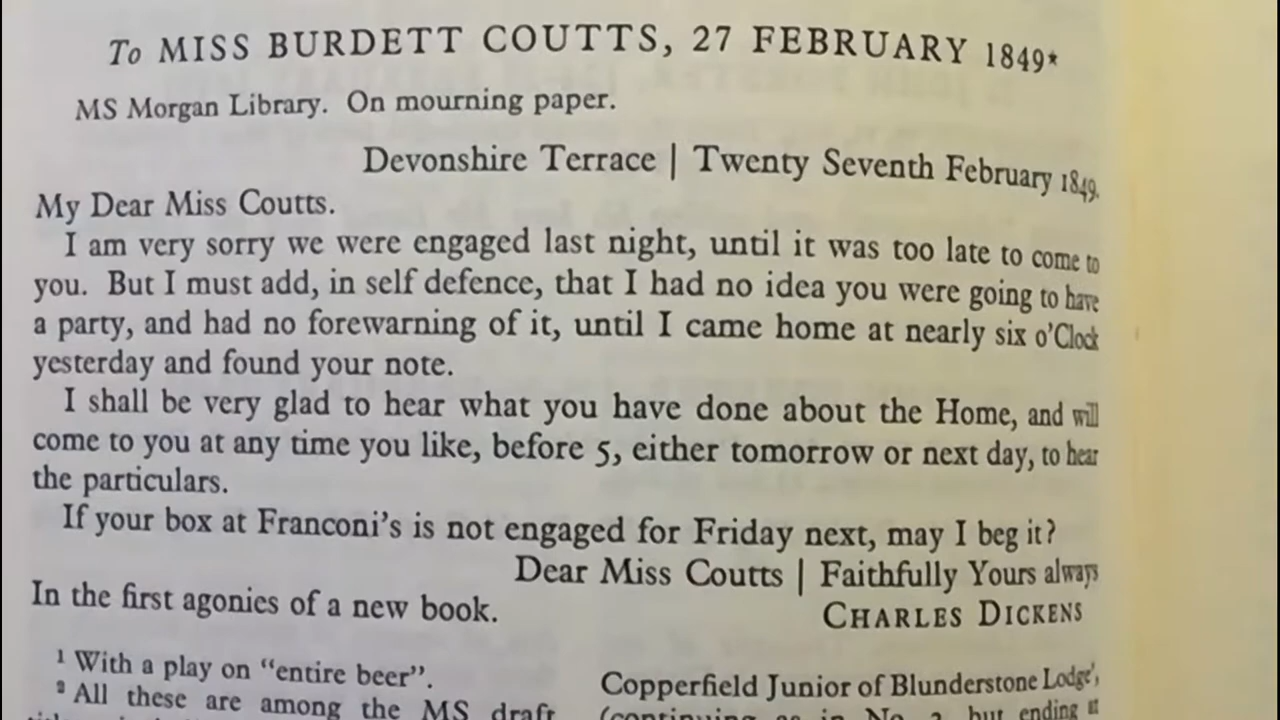 To MISS BURDETT COUTTS, 27 FEBRUARY 1849*
MS Morgan Library. On mourning paper.
Devonshire Terrace | Twenty Seventh February 1849.
My Dear Miss Coutts.
I am very sorry we were engaged last night, until it was too late to come to
you. But I must add, in self defence, that I had no idea you were going to have
a party, and had no forewarning of it, until I came home at nearly six o'Clock
yesterday and found your note.
I shall be very glad to hear what you have done about the Home, and will
come to you at any time you like, before 5, either tomorrow or next day, to hear
the particulars.
If your box at Franconi's is not engaged for Friday next, may I beg it?
Dear Miss Coutts | Faithfully Yours always
In the first agonies of a new book.
CHARLES DICKENS
¹ With a play on "entire beer".
² All these are among the MS draft
Copperfield Junior of Blunderstone Lodge',
(continuing as in No. 2, but ending at